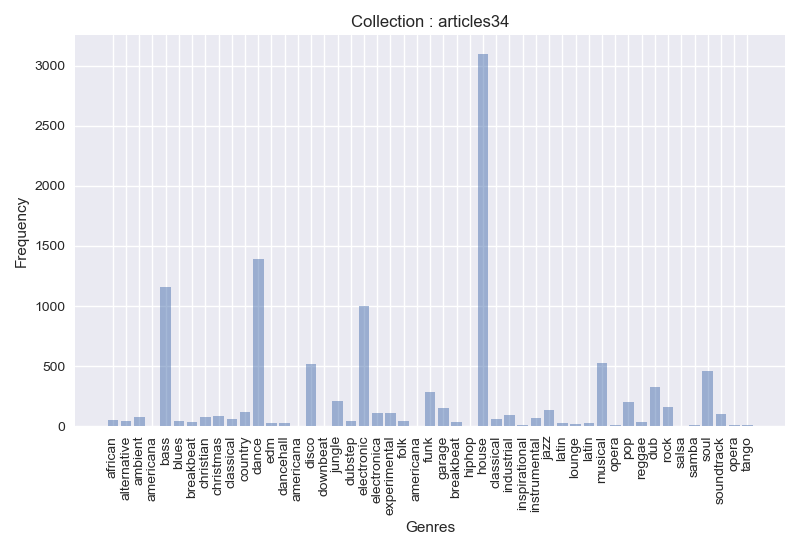 Collection : articles34
Frequency
3000
2500
2000
1500
1000
500
0
african
alternative
ambient
americana
bass
blues
breakbeat
christian
christmas
classical
country
dance
edm
dancehall
americana
disco
downbeat
jungle
dubstep
electronic
electronica
experimental
folk
americana
funk
garage
breakbeat
hiphop
house
classical
industrial
inspirational
instrumental
jazz
latin
lounge
latin
musical
opera
pop
reggae
dub
rock
salsa
samba
soul
soundtrack
opera
tango
Genres